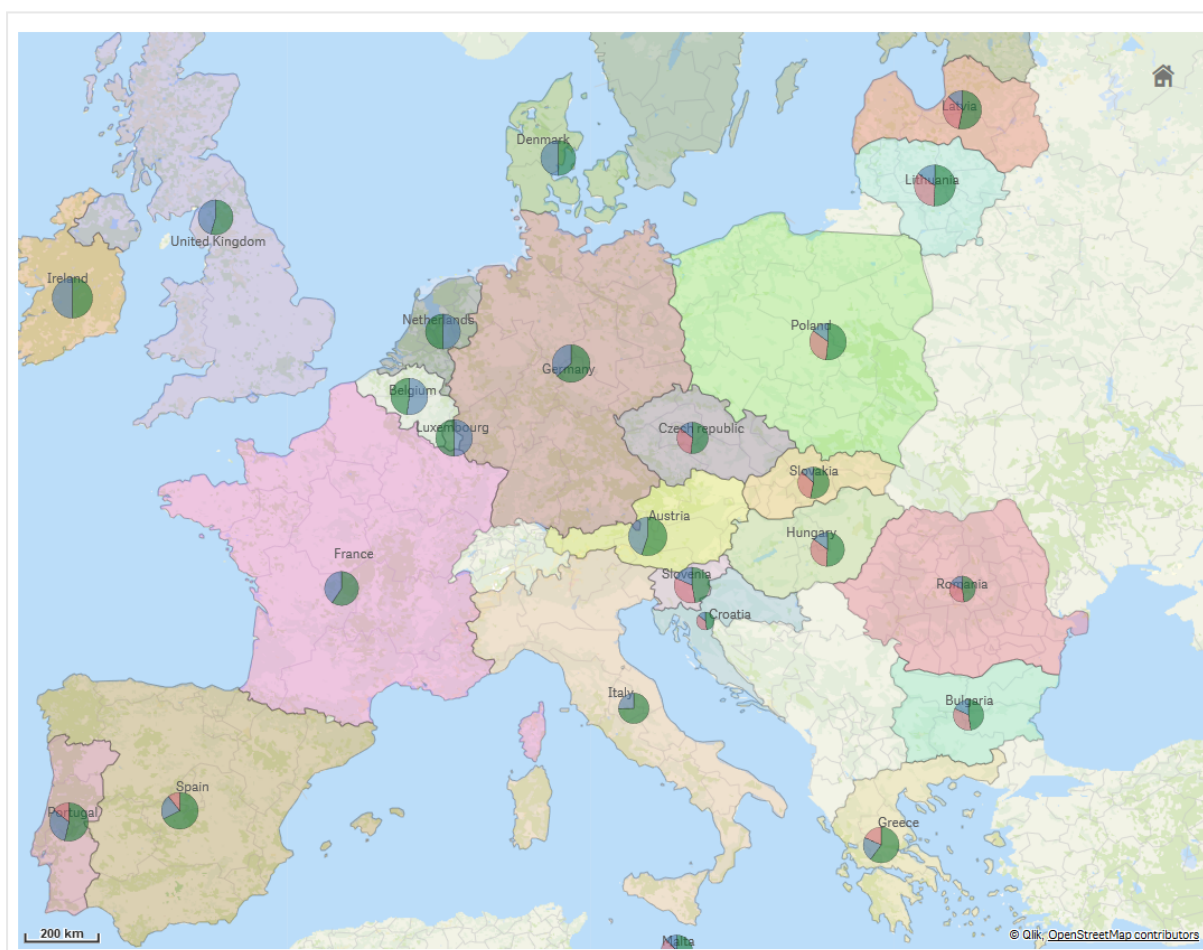 Latvia
Denmark
Lithuania
United Kingdom
Ireland
Netherlands
Poland
Germany
Belgium
Luxembourg
Czech republic
Slovakia
Austria
Hungary
France
Slovenia
Romania
Croatia
Italy
Bulgaria
Spain
Portugal
Greece
200 km
Malta
© Qlik, OpenStreetMap contributors